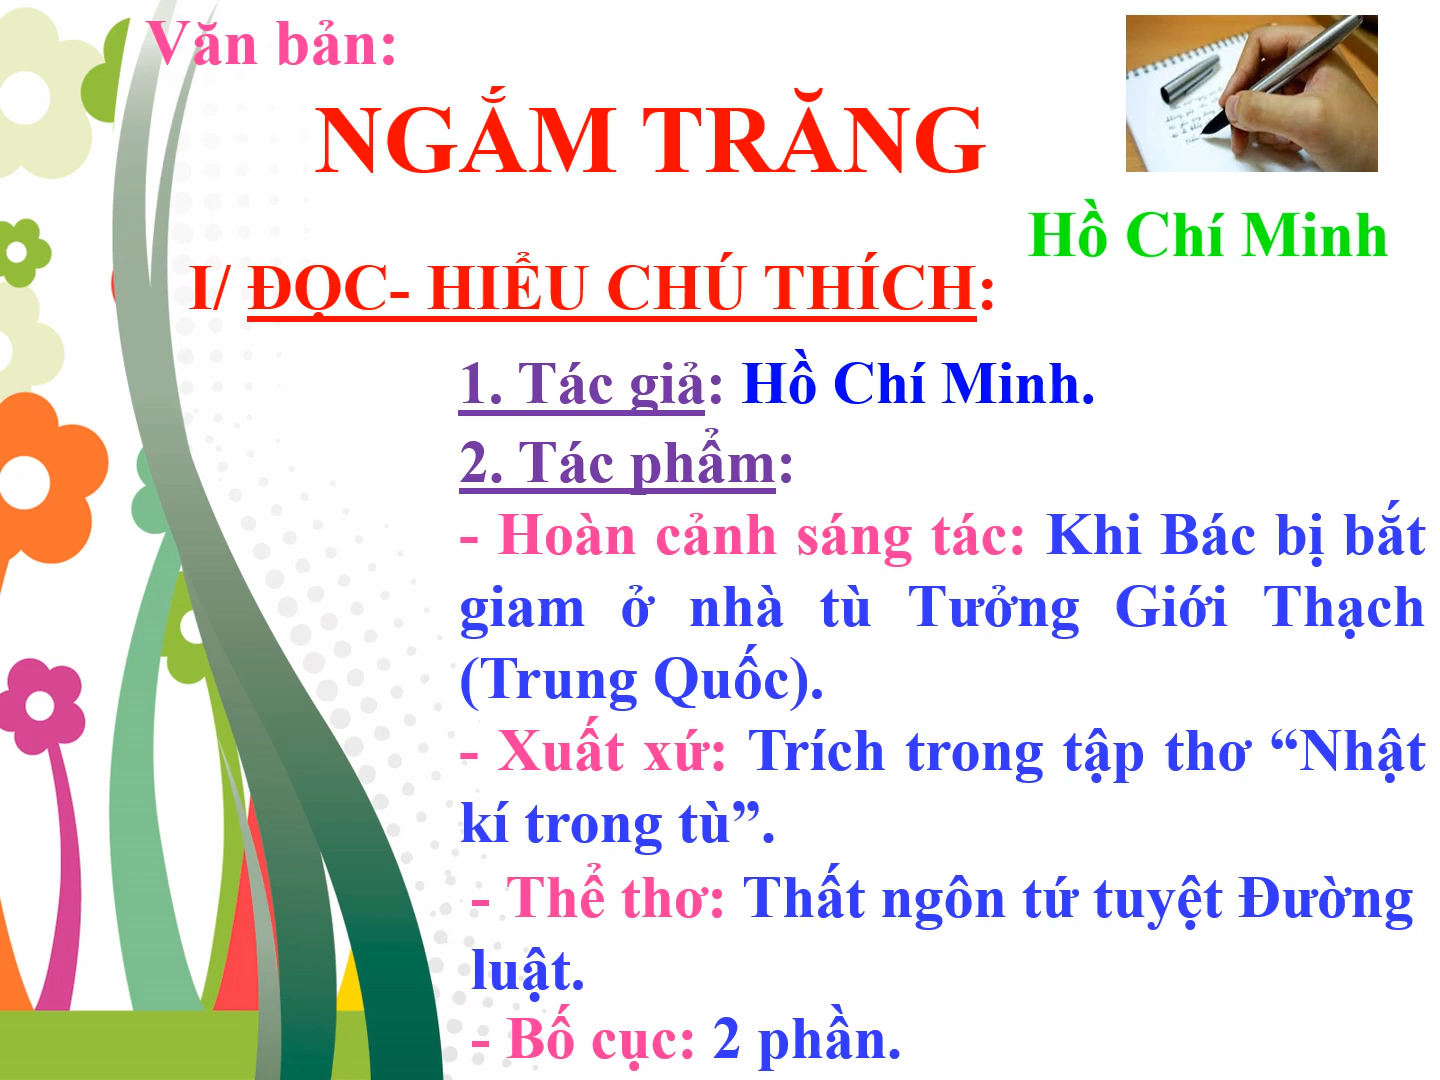 Văn bản:
NGẮM TRĂNG
Hồ Chí Minh
I/ ĐỌC- HIỂU CHÚ THÍCH:
1. Tác giả: Hồ Chí Minh.
2. Tác phẩm:
- Hoàn cảnh sáng tác: Khi Bác bị bắt
giam ở nhà tù Tưởng Giới Thạch
(Trung Quốc).
- Xuất xứ: Trích trong tập thơ “Nhật
kí trong tù”.
- Thể thơ: Thất ngôn tứ tuyệt Đường
luật.
- Bố cục: 2 phần.